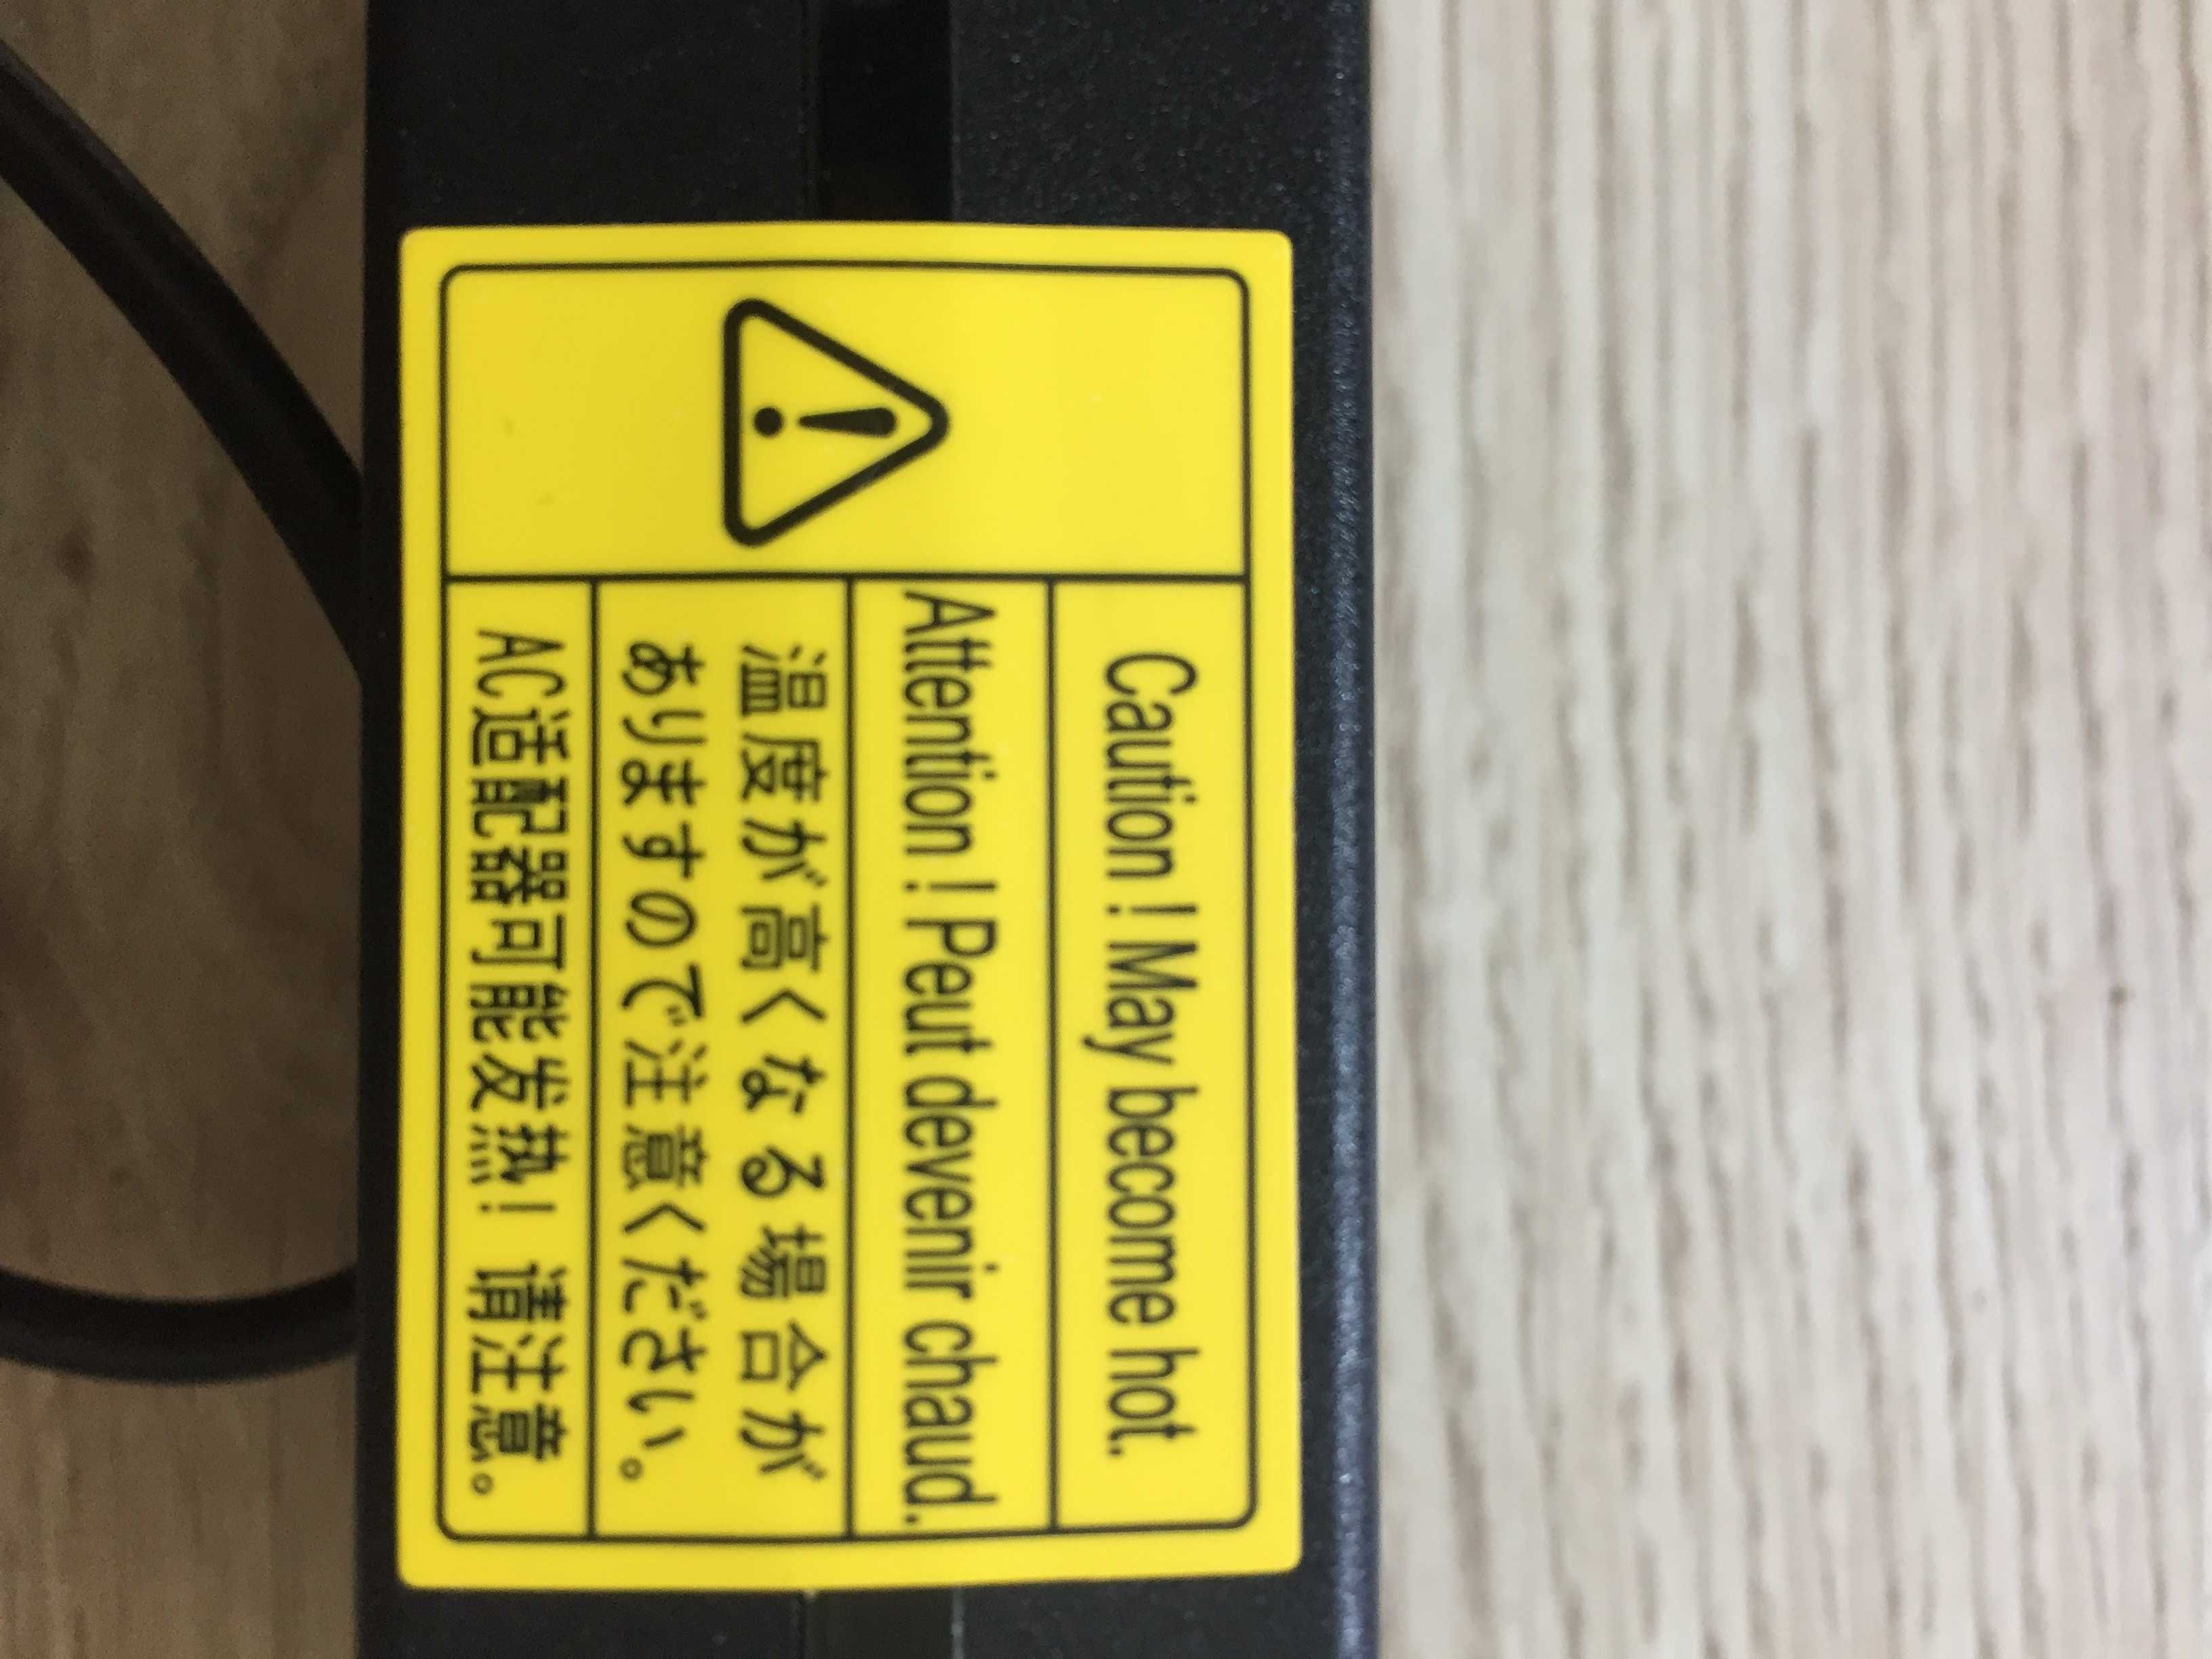 Caution ! May become hot.
Attention ! Peut devenir chaud.
温度が高くなる場合が
ありますので注意ください。
AC适配器可能发热！请注意。